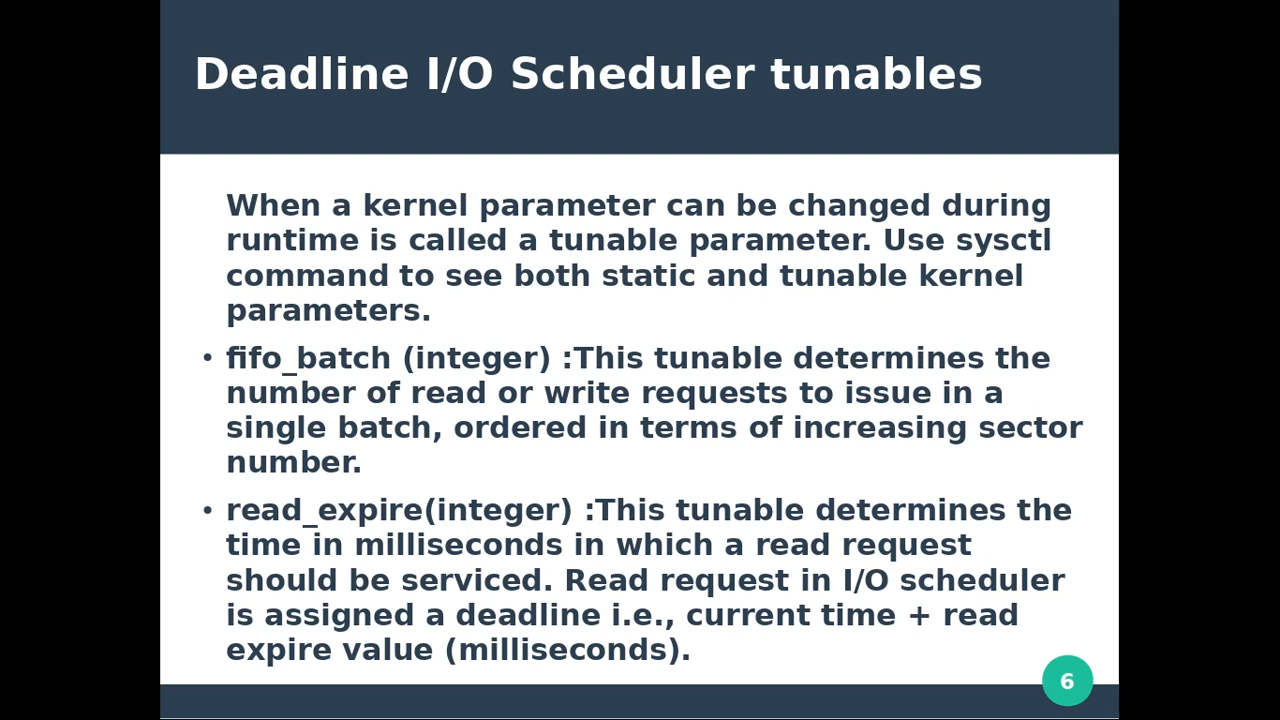 Deadline I/O Scheduler tunables
When a kernel parameter can be changed during
runtime is called a tunable parameter. Use sysctl
command to see both static and tunable kernel
parameters.
• fifo_batch (integer) :This tunable determines the
number of read or write requests to issue in a
single batch, ordered in terms of increasing sector
number.
• read_expire(integer) :This tunable determines the
time in milliseconds in which a read request
should be serviced. Read request in I/O scheduler
is assigned a deadline i.e., current time + read
expire value (milliseconds).
6